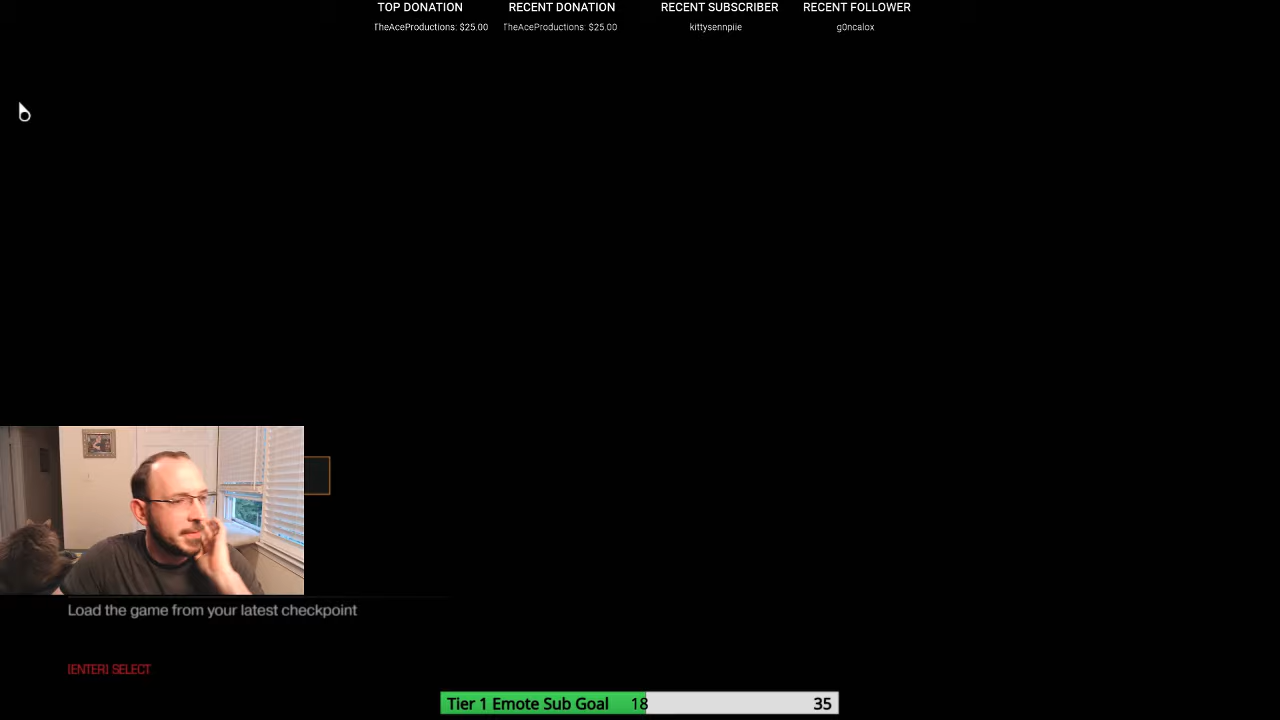 TOP DONATION
RECENT DONATION
RECENT SUBSCRIBER
RECENT FOLLOWER
TheAceProductions: $25.00
TheAceProductions: $25.00
kittysennpiie
g0ncalox
Load the game from your latest checkpoint
[ENTER] SELECT
Tier 1 Emote Sub Goal 18 35